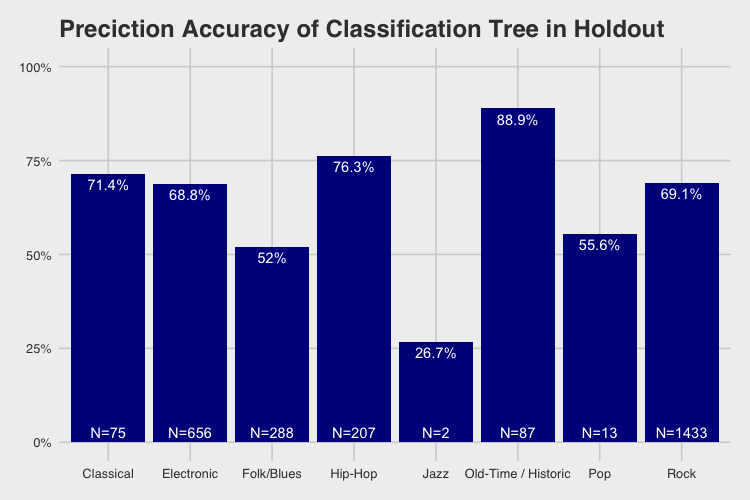 Preciction Accuracy of Classification Tree in Holdout
100%
75%
50%
25%
0%
71.4%
68.8%
52%
76.3%
26.7%
88.9%
55.6%
69.1%
N=75
N=656
N=288
N=207
N=2
N=87
N=13
N=1433
Classical
Electronic
Folk/Blues
Hip-Hop
Jazz
Old-Time / Historic
Pop
Rock